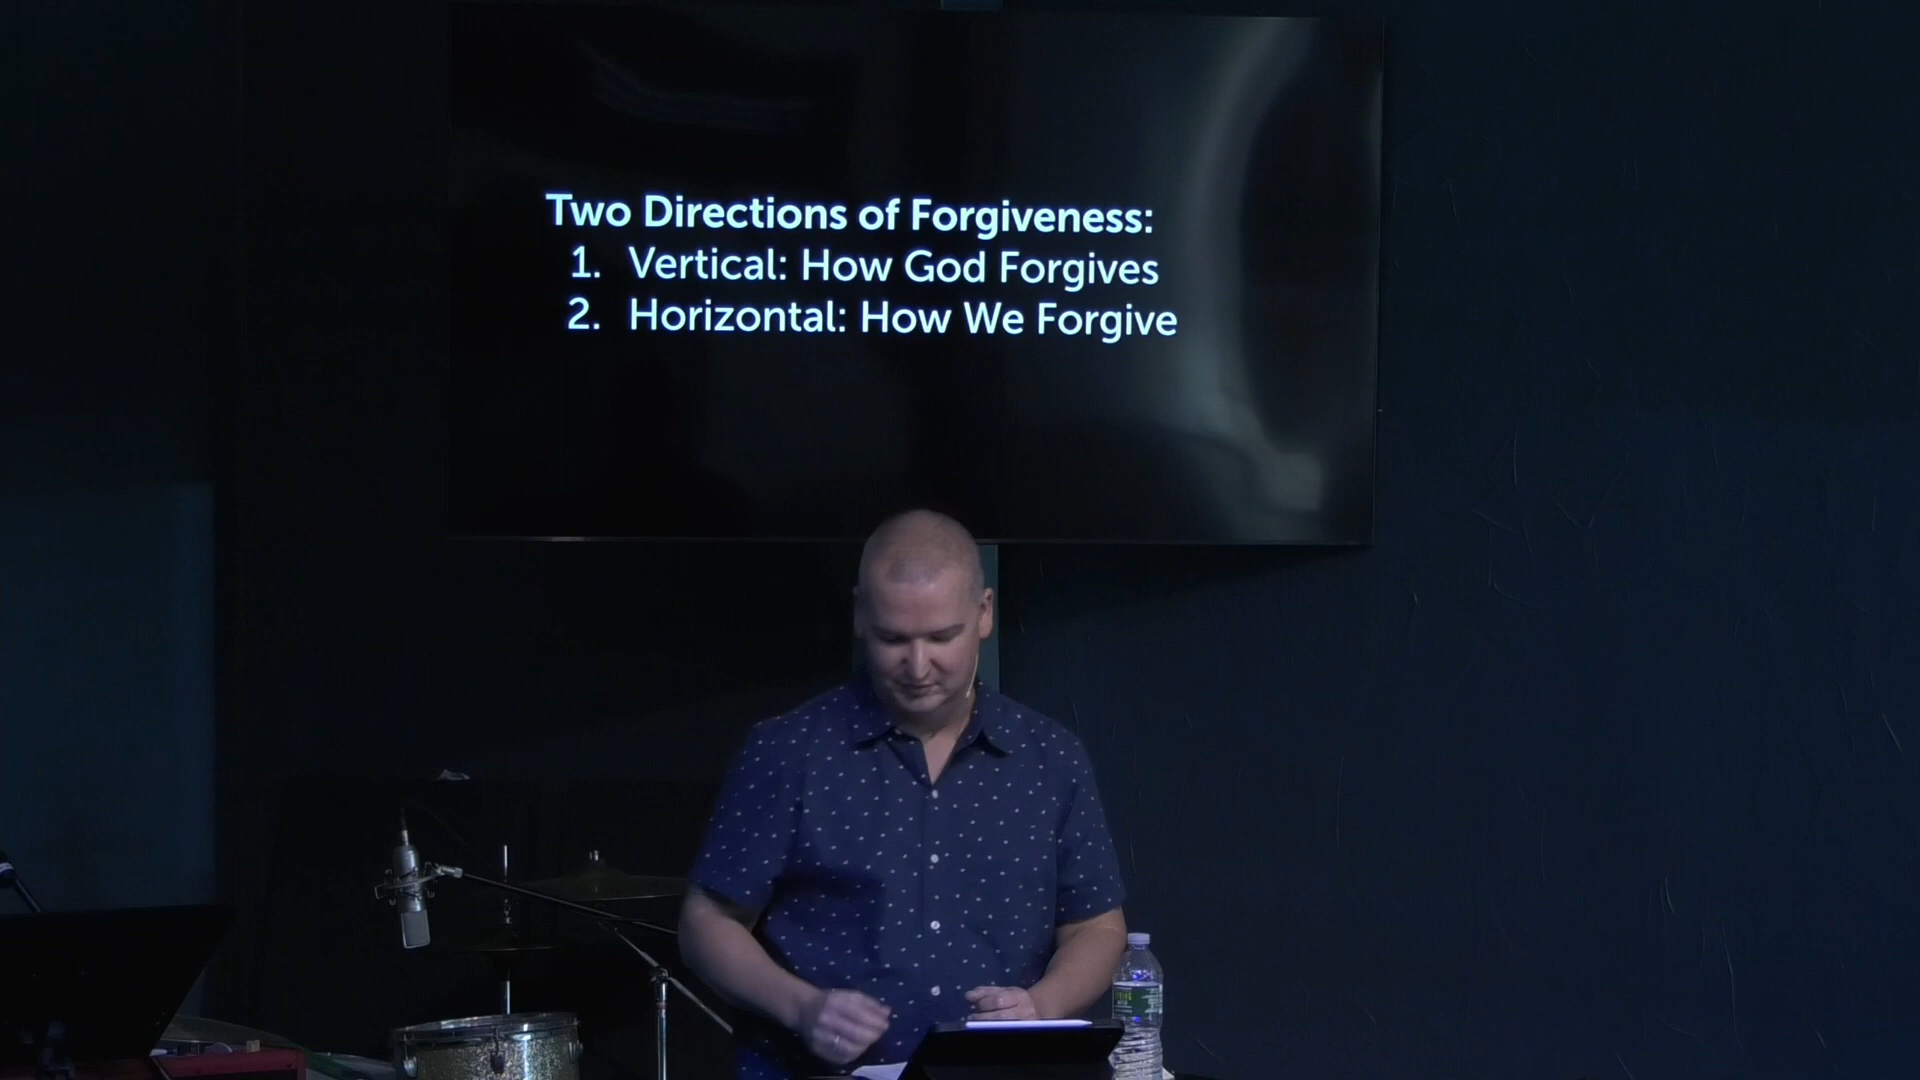 Two Directions of Forgiveness:
1. Vertical: How God Forgives
2. Horizontal: How We Forgive